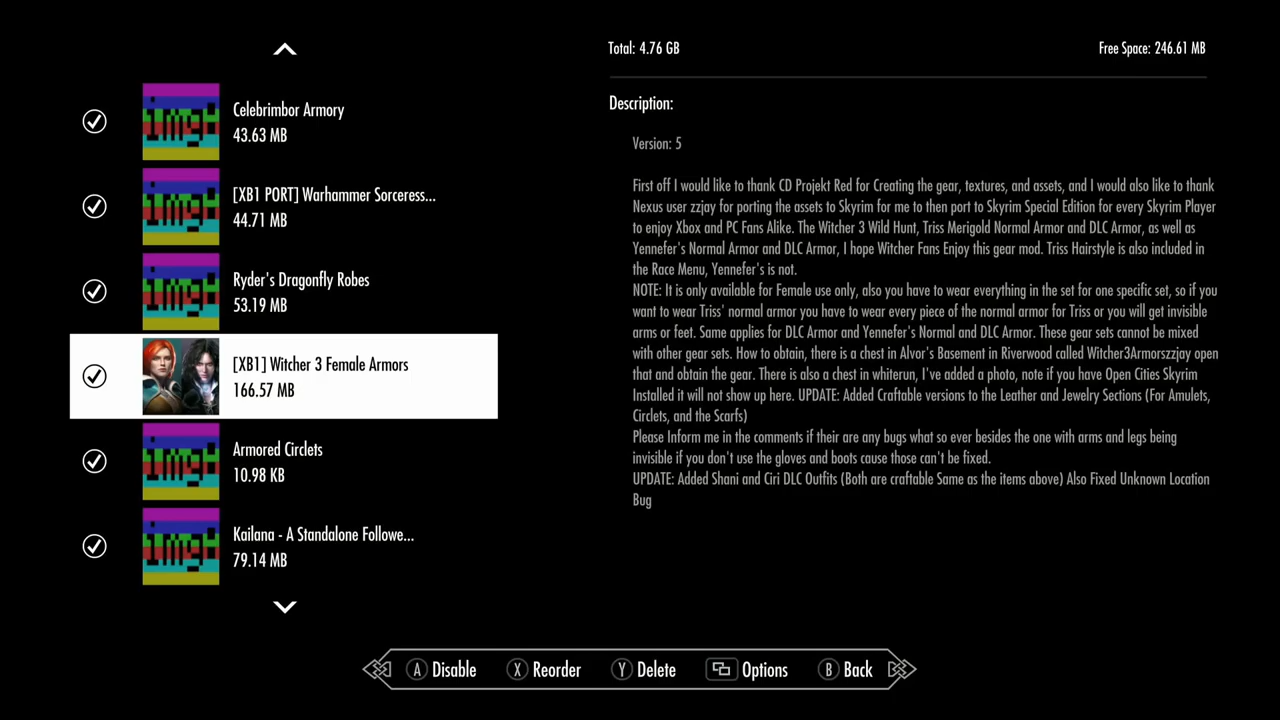 Total: 4.76 GB
Free Space: 246.61 MB
Celebrimbor Armory
43.63 MB
[XB1 PORT] Warhammer Sorceress...
44.71 MB
Ryder's Dragonfly Robes
53.19 MB
[XB1] Witcher 3 Female Armors
166.57 MB
Armored Circlets
10.98 KB
Kailana - A Standalone Followe...
79.14 MB
Description:
Version: 5
First off I would like to thank CD Projekt Red for Creating the gear, textures, and assets, and I would also like to thank
Nexus user zzjay for porting the assets to Skyrim for me to then port to Skyrim Special Edition for every Skyrim Player
to enjoy Xbox and PC Fans Alike. The Witcher 3 Wild Hunt, Triss Merigold Normal Armor and DLC Armor, as well as
Yennefer's Normal Armor and DLC Armor, I hope Witcher Fans Enjoy this gear mod. Triss Hairstyle is also included in
the Race Menu, Yennefer's is not.
NOTE: It is only available for Female use only, also you have to wear everything in the set for one specific set, so if you
want to wear Triss' normal armor you have to wear every piece of the normal armor for Triss or you will get invisible
arms or feet. Same applies for DLC Armor and Yennefer's Normal and DLC Armor. These gear sets cannot be mixed
with other gear sets. How to obtain, there is a chest in Alvor's Basement in Riverwood called Witcher3Armorszzjay open
that and obtain the gear. There is also a chest in whiterun, I've added a photo, note if you have Open Cities Skyrim
Installed it will not show up here. UPDATE: Added Craftable versions to the Leather and Jewelry Sections (For Amulets,
Circlets, and the Scarfs)
Please Inform me in the comments if their are any bugs what so ever besides the one with arms and legs being
invisible if you don't use the gloves and boots cause those can't be fixed.
UPDATE: Added Shani and Ciri DLC Outfits (Both are craftable Same as the items above) Also Fixed Unknown Location
Bug
A Disable X Reorder Y Delete Options B Back